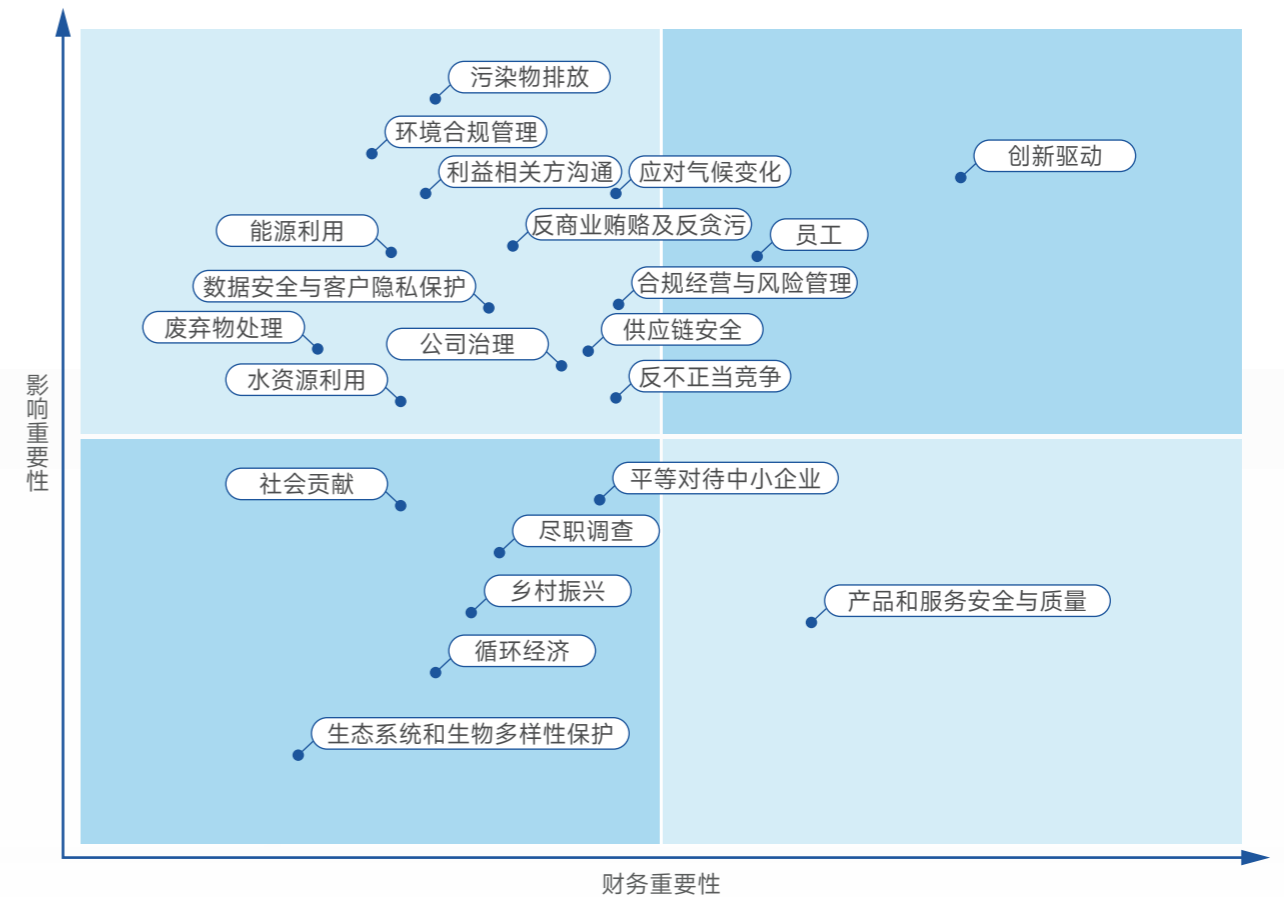 污染物排放
环境合规管理
创新驱动
利益相关方沟通
应对气候变化
反商业贿赂及反贪污
能源利用
员工
数据安全与客户隐私保护
合规经营与风险管理
废弃物处理
供应链安全
公司治理
水资源利用
反不正当竞争
影响重要性
社会贡献
平等对待中小企业
尽职调查
乡村振兴
产品和服务安全与质量
循环经济
生态系统和生物多样性保护
财务重要性